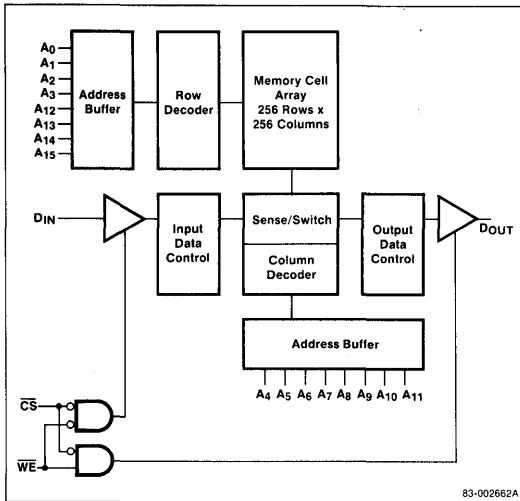 A0
A1
A2
A3
A12
A13
A14
A15
Address
Buffer
Row
Decoder
Memory Cell
Array
256 Rows x
256 Columns
DIN
Input
Data
Control
Sense/Switch
Column
Decoder
Output
Data
Control
DOUT
Address Buffer
A4 A5 A6 A7 A8 A9 A10 A11
CS
WE
83-002662A